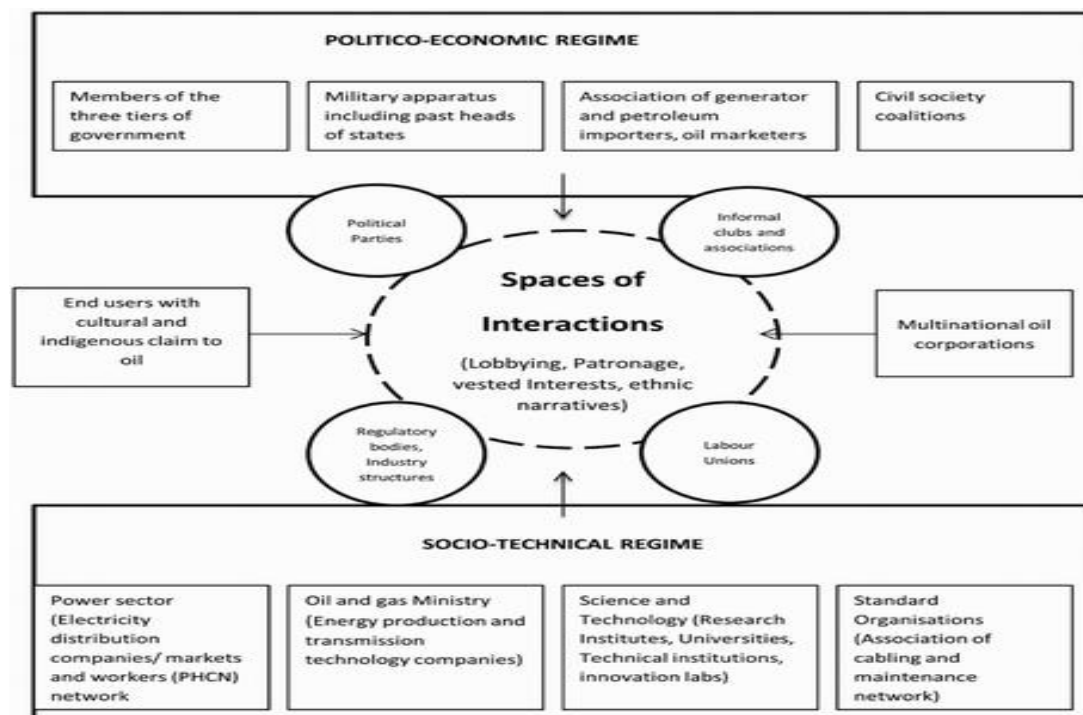 POLITICO-ECONOMIC REGIME
Members of the
three tiers of
government
Military apparatus
including past heads
of states
Association of generator
and petroleum
importers, oil marketers
Civil society
coalitions
Political
Parties
Informal
clubs and
associations
End users with
cultural and
indigenous claim to
oil
Spaces of
Interactions
(Lobbying, Patronage,
vested Interests, ethnic
narratives)
Multinational oil
corporations
Regulatory
bodies,
Industry
structures
Labour
Unions
SOCIO-TECHNICAL REGIME
Power sector
(Electricity
distribution
companies/ markets
and workers (PHCN)
network
Oil and gas Ministry
(Energy production and
transmission
technology companies)
Science and
Technology (Research
Institutes, Universities,
Technical institutions,
innovation labs)
Standard
Organisations
(Association of
cabling and
maintenance
network)